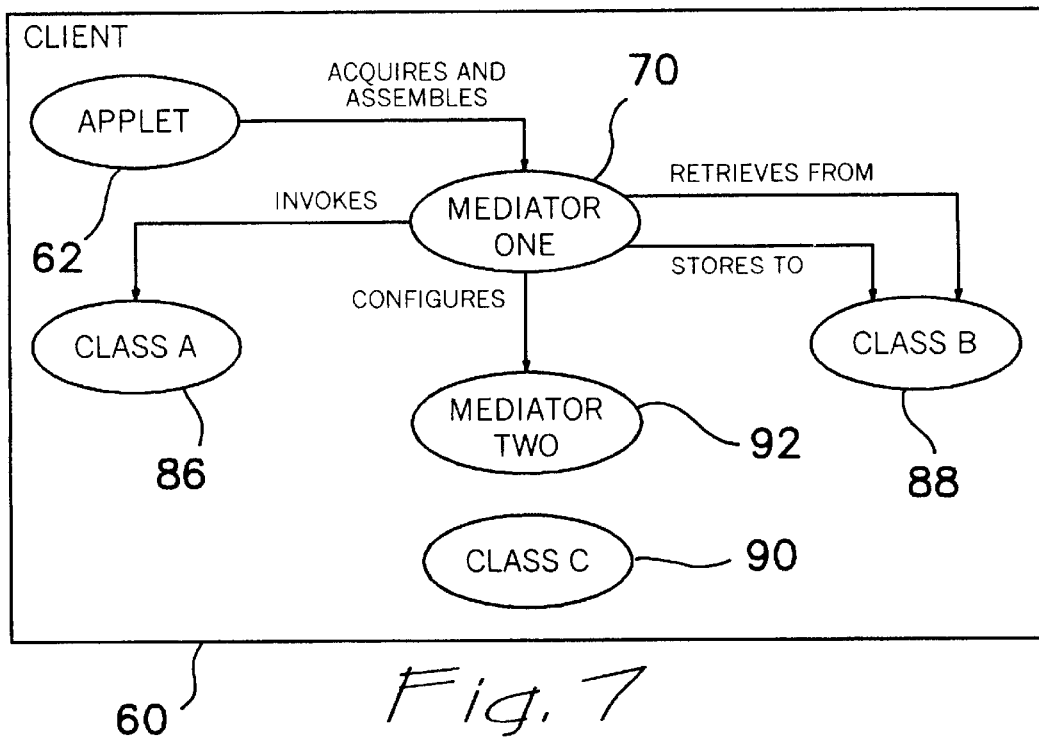 CLIENT
APPLET
ACQUIRES AND
ASSEMBLES
70
62
INVOKES
MEDIATOR
ONE
RETRIEVES FROM
STORES TO
CONFIGURES
CLASS A
86
CLASS B
88
MEDIATOR
TWO
92
CLASS C
90
60
Fig. 7